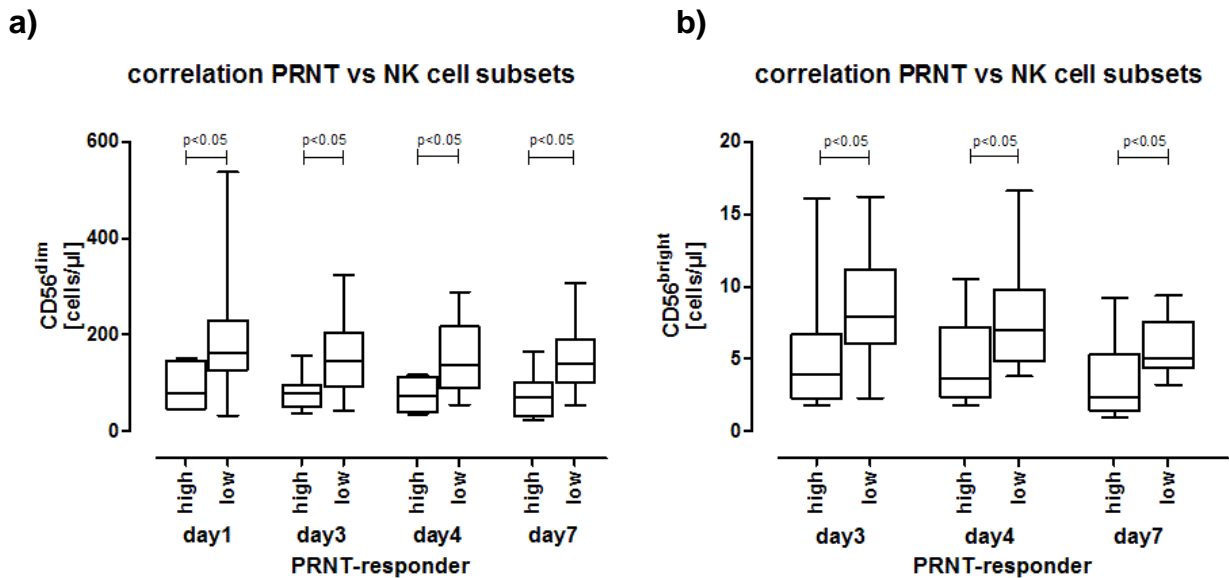 a)
correlation PRNT vs NK cell subsets
p<0.05
p<0.05
p<0.05
p<0.05
600
400
200
0
CD56dim
[cells/µl]
high
low
high
low
high
low
high
low
day1
day3
day4
day7
PRNT-responder
b)
correlation PRNT vs NK cell subsets
p<0.05
p<0.05
p<0.05
20
15
10
5
0
CD56bright
[cells/µl]
high
low
high
low
high
low
day3
day4
day7
PRNT-responder